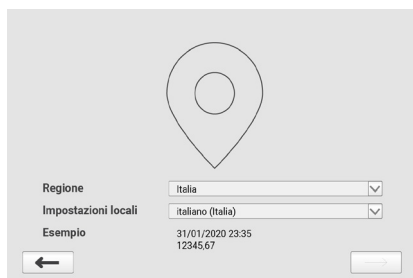 Regione Italia
Impostazioni locali italiano (Italia)
Esempio 31/01/2020 23:35
12345,67